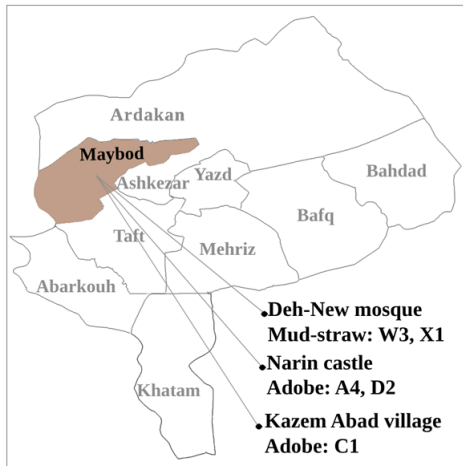 Ardakan
Maybod
Ashkezar
Yazd
Bahdad
Bafq
Taft
Mehriz
Abarkouh
Khatam
Deh-New mosque
Mud-straw: W3, X1
Narin castle
Adobe: A4, D2
Kazem Abad village
Adobe: C1